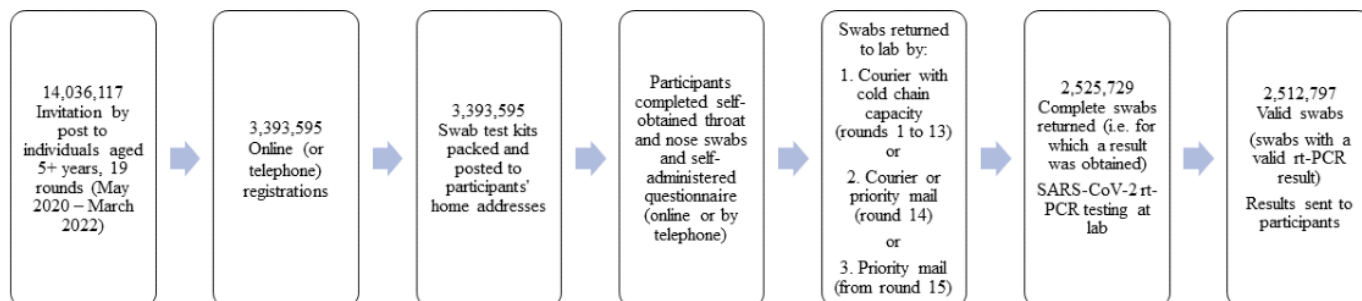 14,036,117
Invitation by
post to
individuals aged
5+ years, 19
rounds (May
2020 – March
2022)
3,393,595
Online (or
telephone)
registrations
3,393,595
Swab test kits
packed and
posted to
participants'
home addresses
Participants
completed self-
obtained throat
and nose swabs
and self-
administered
questionnaire
(online or by
telephone)
Swabs returned
to lab by:
1. Courier with
cold chain
capacity
(rounds 1 to 13)
or
2. Courier or
priority mail
(round 14)
or
3. Priority mail
(from round 15)
2,525,729
Complete swabs
returned (i.e. for
which a result
was obtained)
SARS-CoV-2 rt-
PCR testing at
lab
2,512,797
Valid swabs
(swabs with a
valid rt-PCR
result)
Results sent to
participants